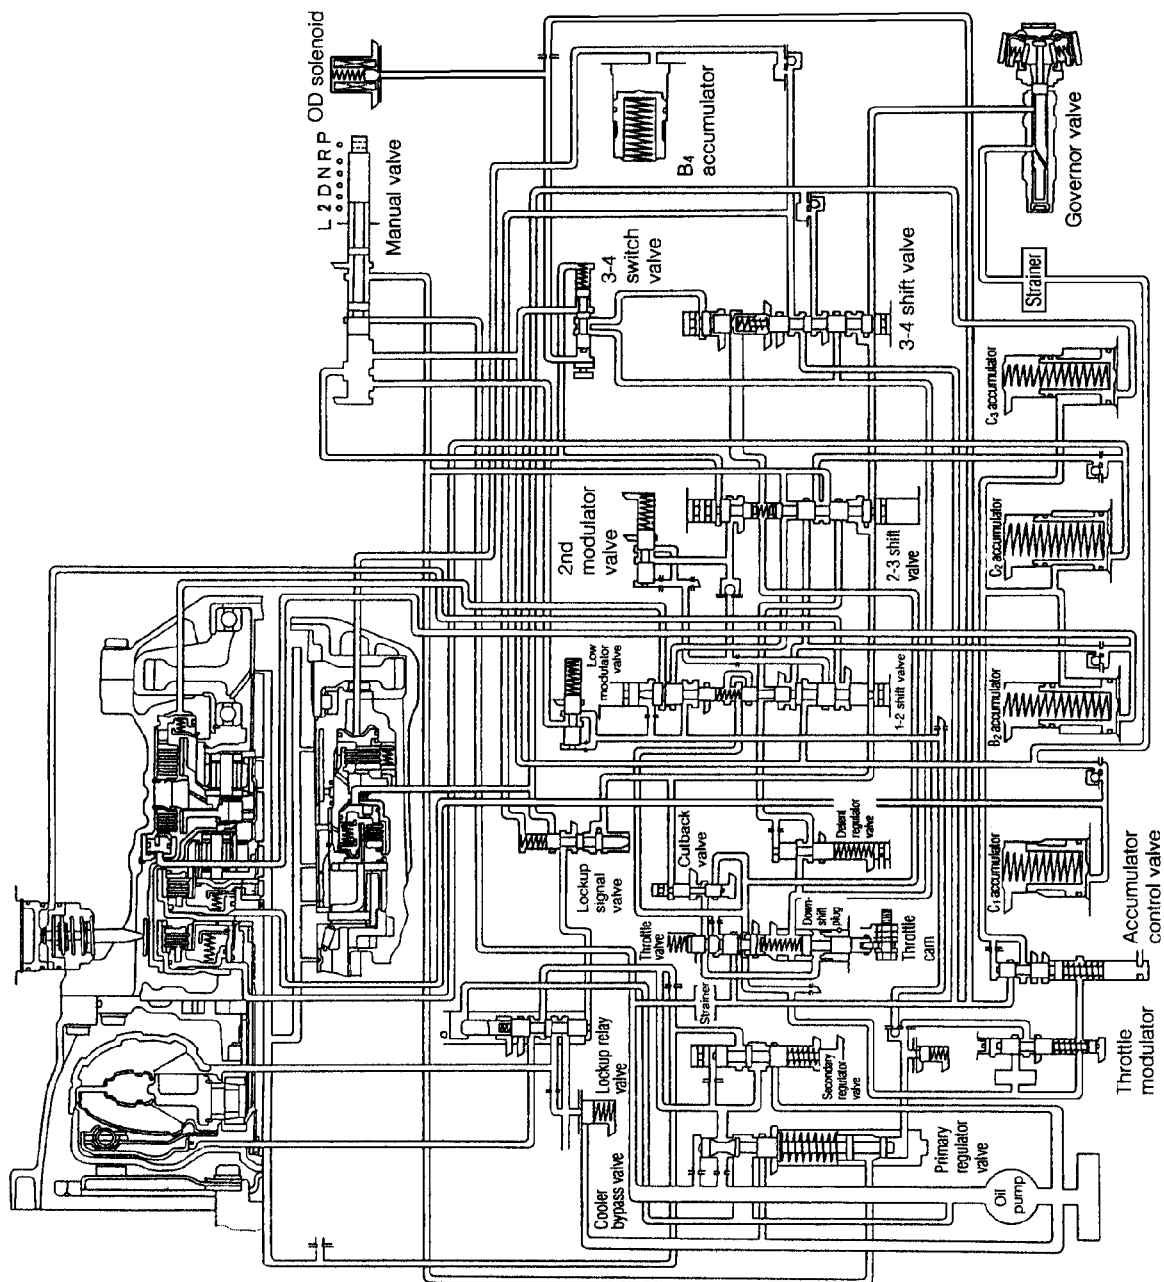 OD solenoid
L 2 D N R P
Manual valve
B4
accumulator
Governor valve
3-4
switch
valve
3-4 shift valve
Strainer
C3 accumulator
2nd
modulator
valve
2-3 shift
valve
C2 accumulator
Low
modulator
valve
1-2 shift valve
B2 accumulator
Lockup
signal
valve
Cutback
valve
Detent regulator
valve
C1 accumulator
Throttle
valve
Down-
shift
plug
Throttle
cam
Accumulator
control valve
Strainer
Lockup relay
valve
Secondary
regulator
valve
Throttle
modulator
Cooler
bypass valve
Primary
regulator
valve
Oil
pump